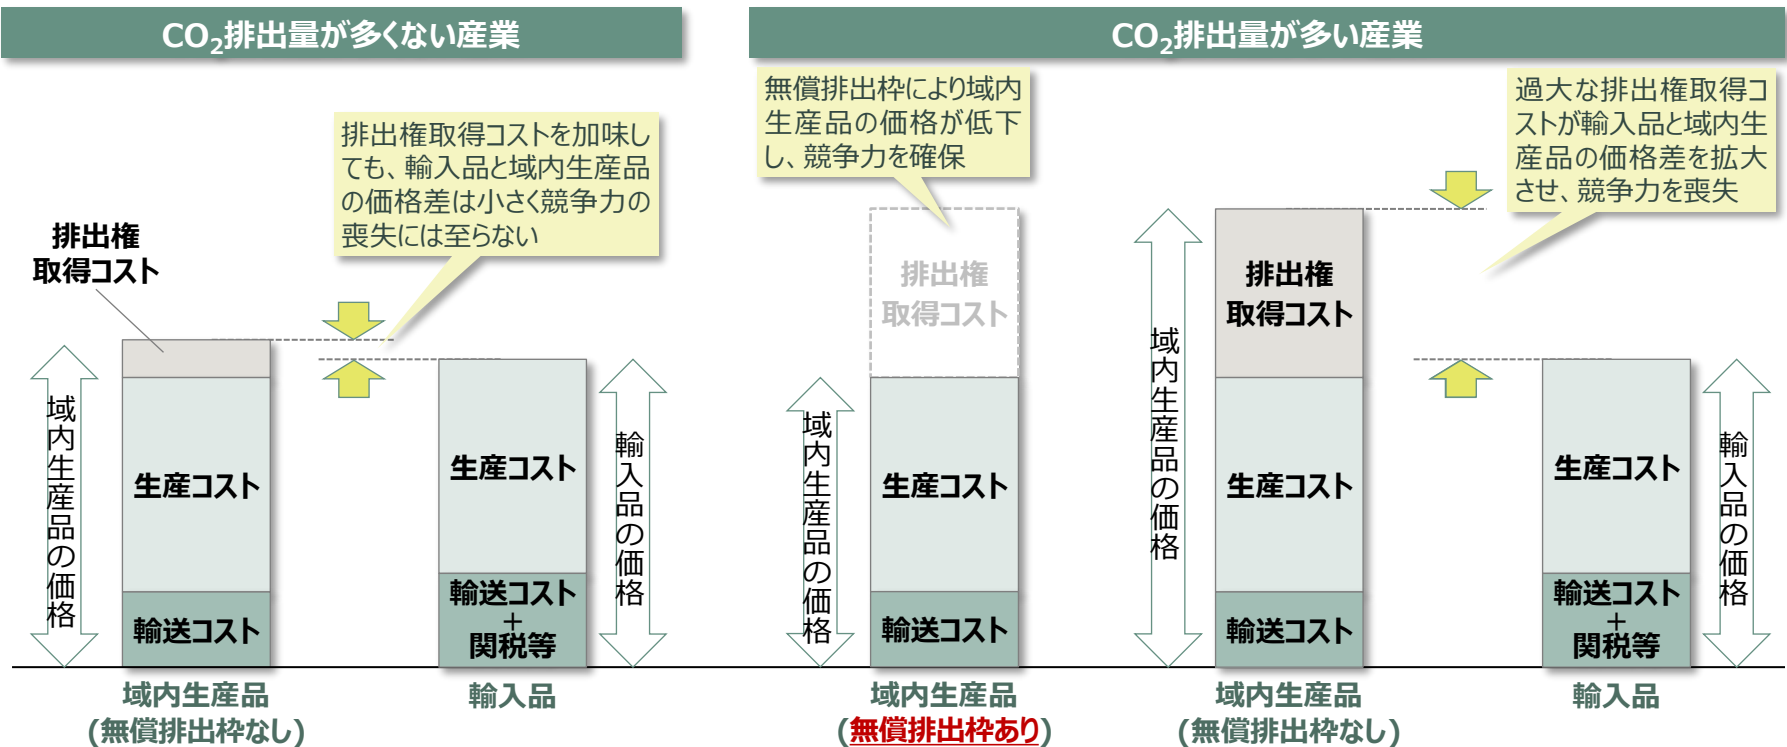 CO₂排出量が多くない産業
排出権取得コストを加味し
ても、輸入品と域内生産品
の価格差は小さく競争力の
喪失には至らない
排出権
取得コスト
域内生産品の価格
生産コスト
輸送コスト
生産コスト
輸送コスト
+
関税等
輸入品の価格
域内生産品
(無償排出枠なし)
輸入品
CO₂排出量が多い産業
無償排出枠により域内
生産品の価格が低下
し、競争力を確保
過大な排出権取得コ
ストが輸入品と域内生
産品の価格差を拡大
させ、競争力を喪失
域内生産品の価格
排出権
取得コスト
生産コスト
輸送コスト
域内生産品の価格
排出権
取得コスト
生産コスト
輸送コスト
生産コスト
輸送コスト
+
関税等
輸入品の価格
域内生産品
(無償排出枠あり)
域内生産品
(無償排出枠なし)
輸入品